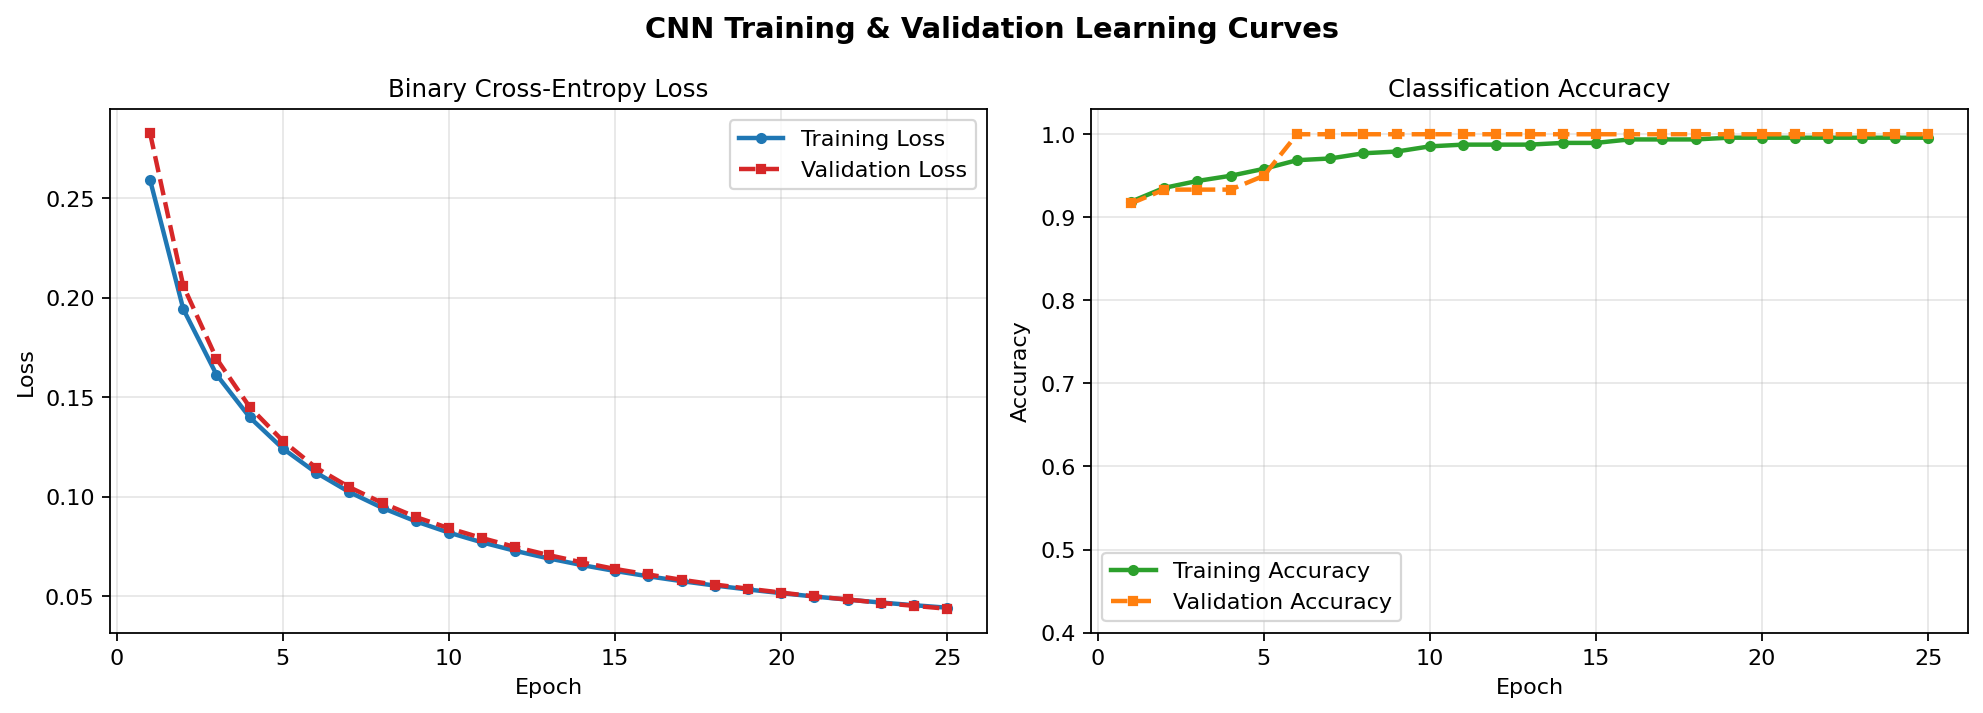 CNN Training & Validation Learning Curves
Binary Cross-Entropy Loss
Training Loss
Validation Loss
0.25
0.20
0.15
0.10
0.05
Loss
0 5 10 15 20 25
Epoch
Classification Accuracy
1.0
0.9
0.8
0.7
0.6
0.5
0.4
Accuracy
Training Accuracy
Validation Accuracy
0 5 10 15 20 25
Epoch